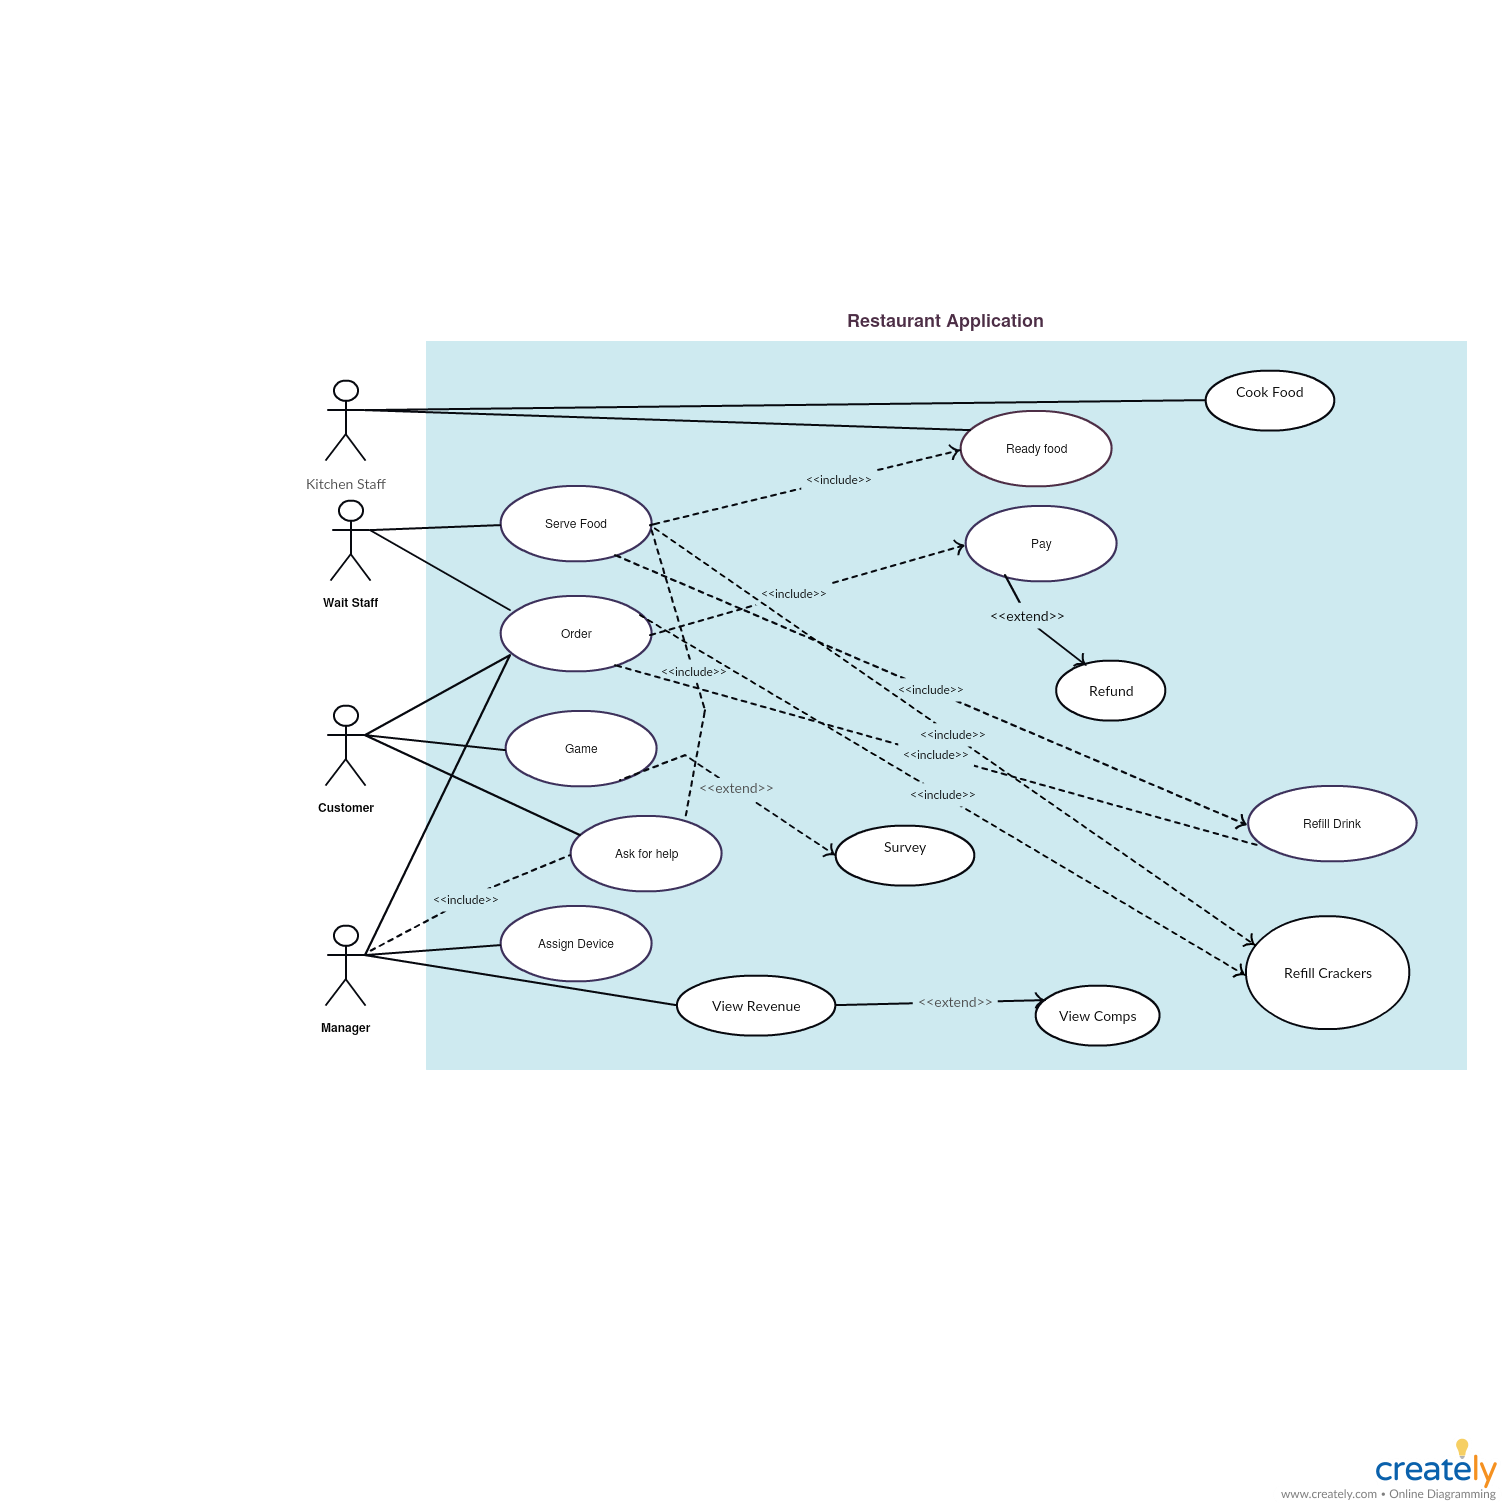 Restaurant Application
Cook Food
Ready food
Kitchen Staff
<<include>>
Serve Food
Pay
Wait Staff
<<include>>
<<extend>>
Order
<<include>>
<<include>>
Refund
<<include>>
Game
<<include>>
<<extend>>
<<include>>
Customer
Refill Drink
Ask for help
Survey
<<include>>
Assign Device
Refill Crackers
View Revenue
<<extend>>
View Comps
Manager
creately
www.creately.com • Online Diagramming